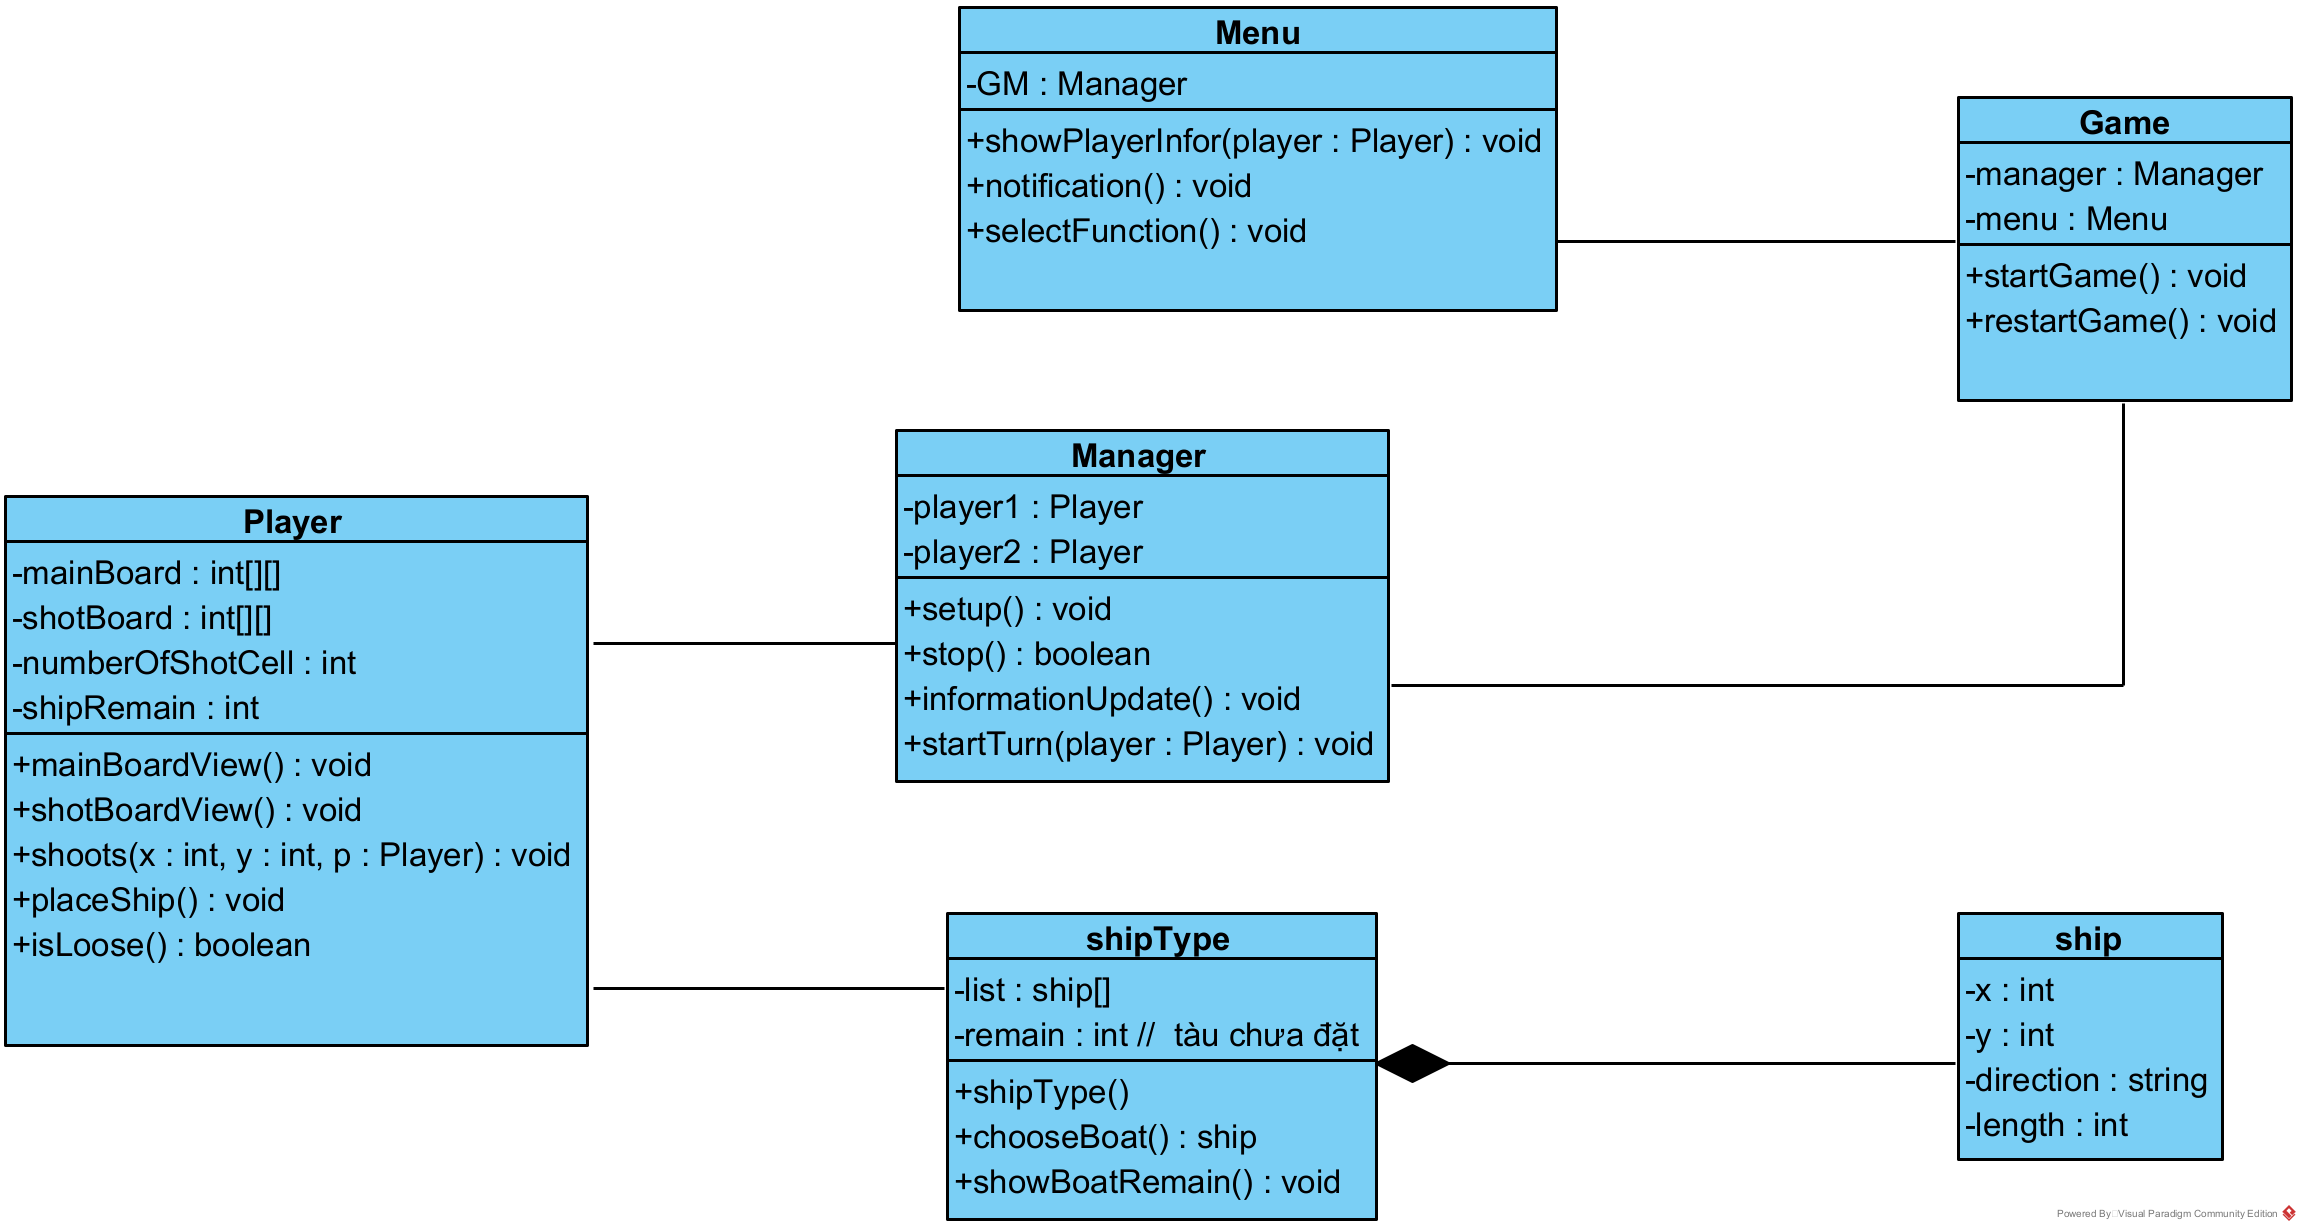 Menu
-GM : Manager
+showPlayerInfor(player : Player) : void
+notification() : void
+selectFunction() : void
Game
-manager : Manager
-menu : Menu
+startGame() : void
+restartGame() : void
Manager
-player1 : Player
-player2 : Player
+setup() : void
+stop() : boolean
+informationUpdate() : void
+startTurn(player : Player) : void
Player
-mainBoard : int[][]
-shotBoard : int[][]
-numberOfShotCell : int
-shipRemain : int
+mainBoardView() : void
+shotBoardView() : void
+shoots(x : int, y : int, p : Player) : void
+placeShip() : void
+isLoose() : boolean
shipType
-list : ship[]
-remain : int //  tàu chưa đặt
+shipType()
+chooseBoat() : ship
+showBoatRemain() : void
ship
-x : int
-y : int
-direction : string
-length : int
Powered By Visual Paradigm Community Edition